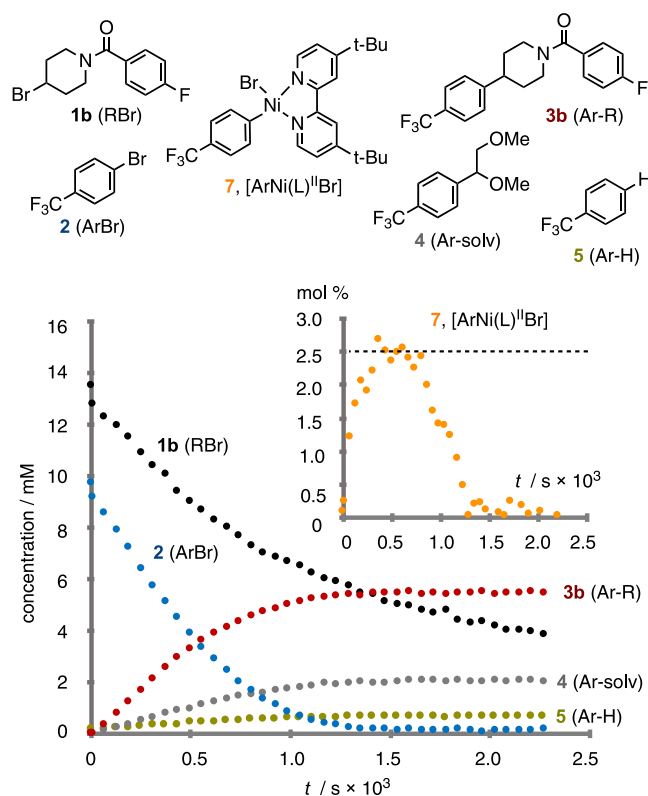 O
N
Br
F
1b (RBr)
Br
F₃C
2 (ArBr)
t-Bu
Br
N
Ni
N
F₃C
t-Bu
7, [ArNi(L)ᴵᴵBr]
O
N
F
F₃C
3b (Ar-R)
OMe
OMe
F₃C
4 (Ar-solv)
H
F₃C
5 (Ar-H)
mol %
7, [ArNi(L)ᴵᴵBr]
3.0
2.5
2.0
1.5
1.0
0.5
0
0 0.5 1.0 1.5 2.0 2.5
t / s × 10³
concentration / mM
16
14
12
10
8
6
4
2
0
1b (RBr)
2 (ArBr)
3b (Ar-R)
4 (Ar-solv)
5 (Ar-H)
0 0.5 1.0 1.5 2.0 2.5
t / s × 10³